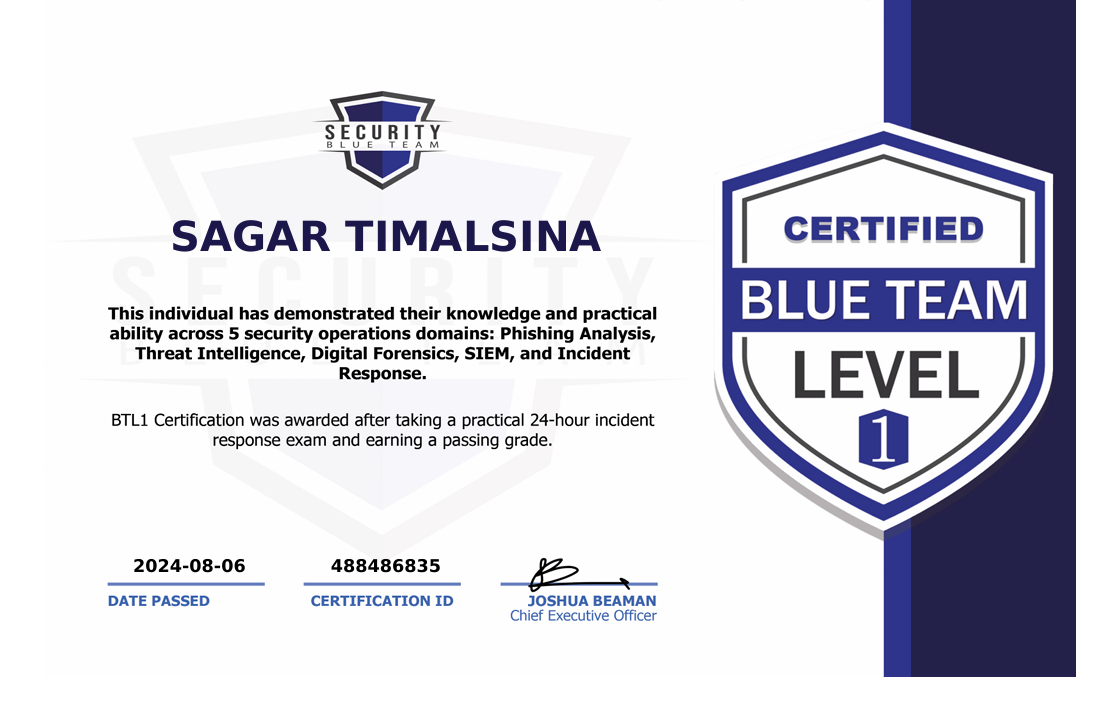 SECURITY
BLUE TEAM
SAGAR TIMALSINA
This individual has demonstrated their knowledge and practical
ability across 5 security operations domains: Phishing Analysis,
Threat Intelligence, Digital Forensics, SIEM, and Incident
Response.
BTL1 Certification was awarded after taking a practical 24-hour incident
response exam and earning a passing grade.
2024-08-06
DATE PASSED
488486835
CERTIFICATION ID
JOSHUA BEAMAN
Chief Executive Officer
CERTIFIED
BLUE TEAM
LEVEL
1
SECURITY
BLUE TEAM